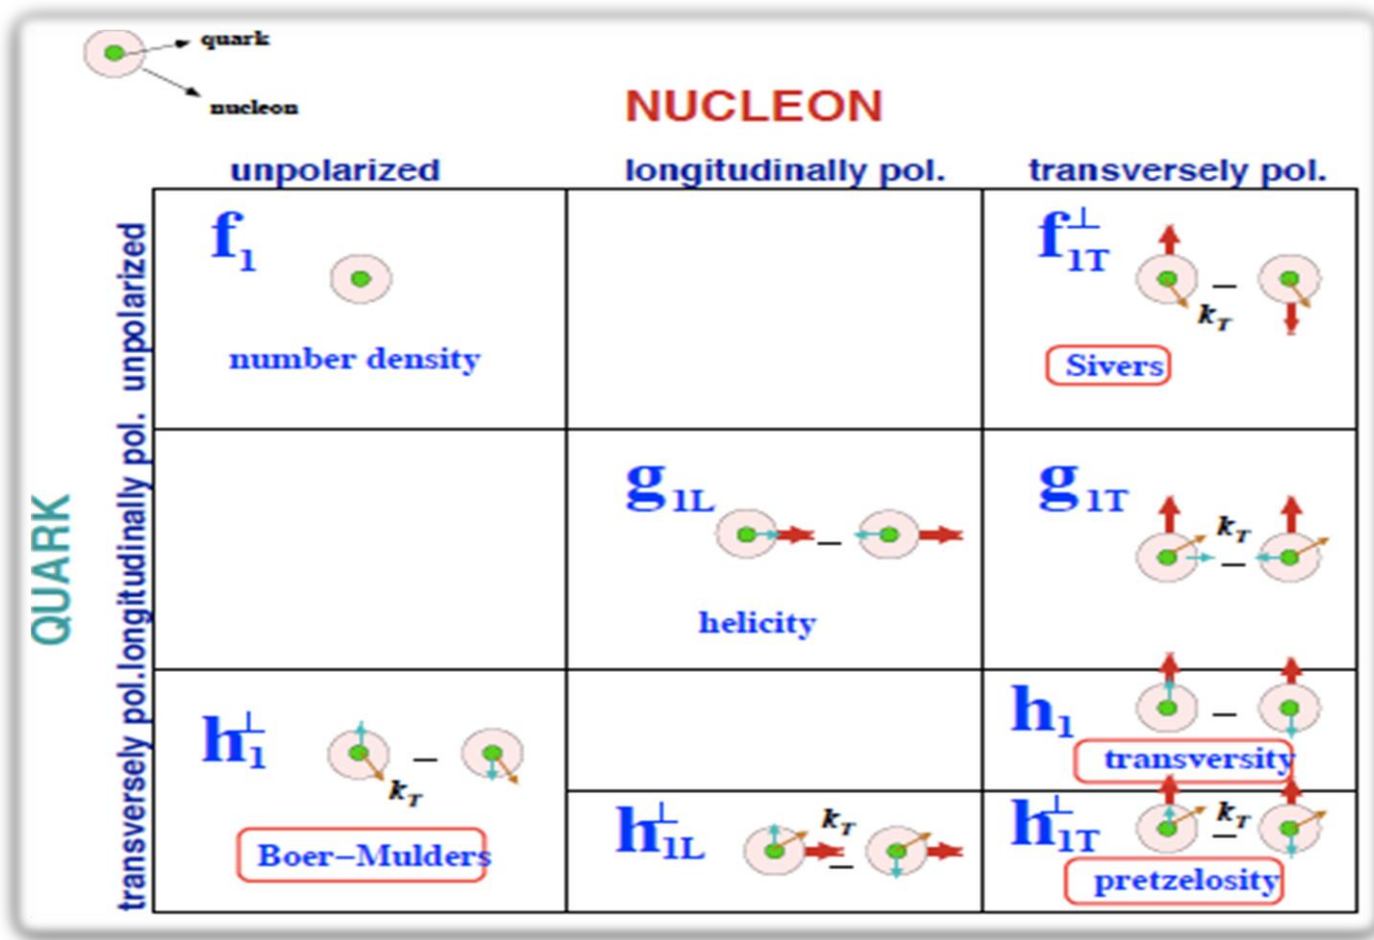 quark
nucleon
NUCLEON
unpolarized longitudinally pol. transversely pol.
QUARK
unpolarized
longitudinally pol.
transversely pol.
f₁
number density
f⊥1T
– kT
Sivers
g1L
–
helicity
g1T
kT
–
h⊥1
– kT
Boer–Mulders
h1
–
transversity
h⊥1L
kT
–
h⊥1T
kT
–
pretzelosity